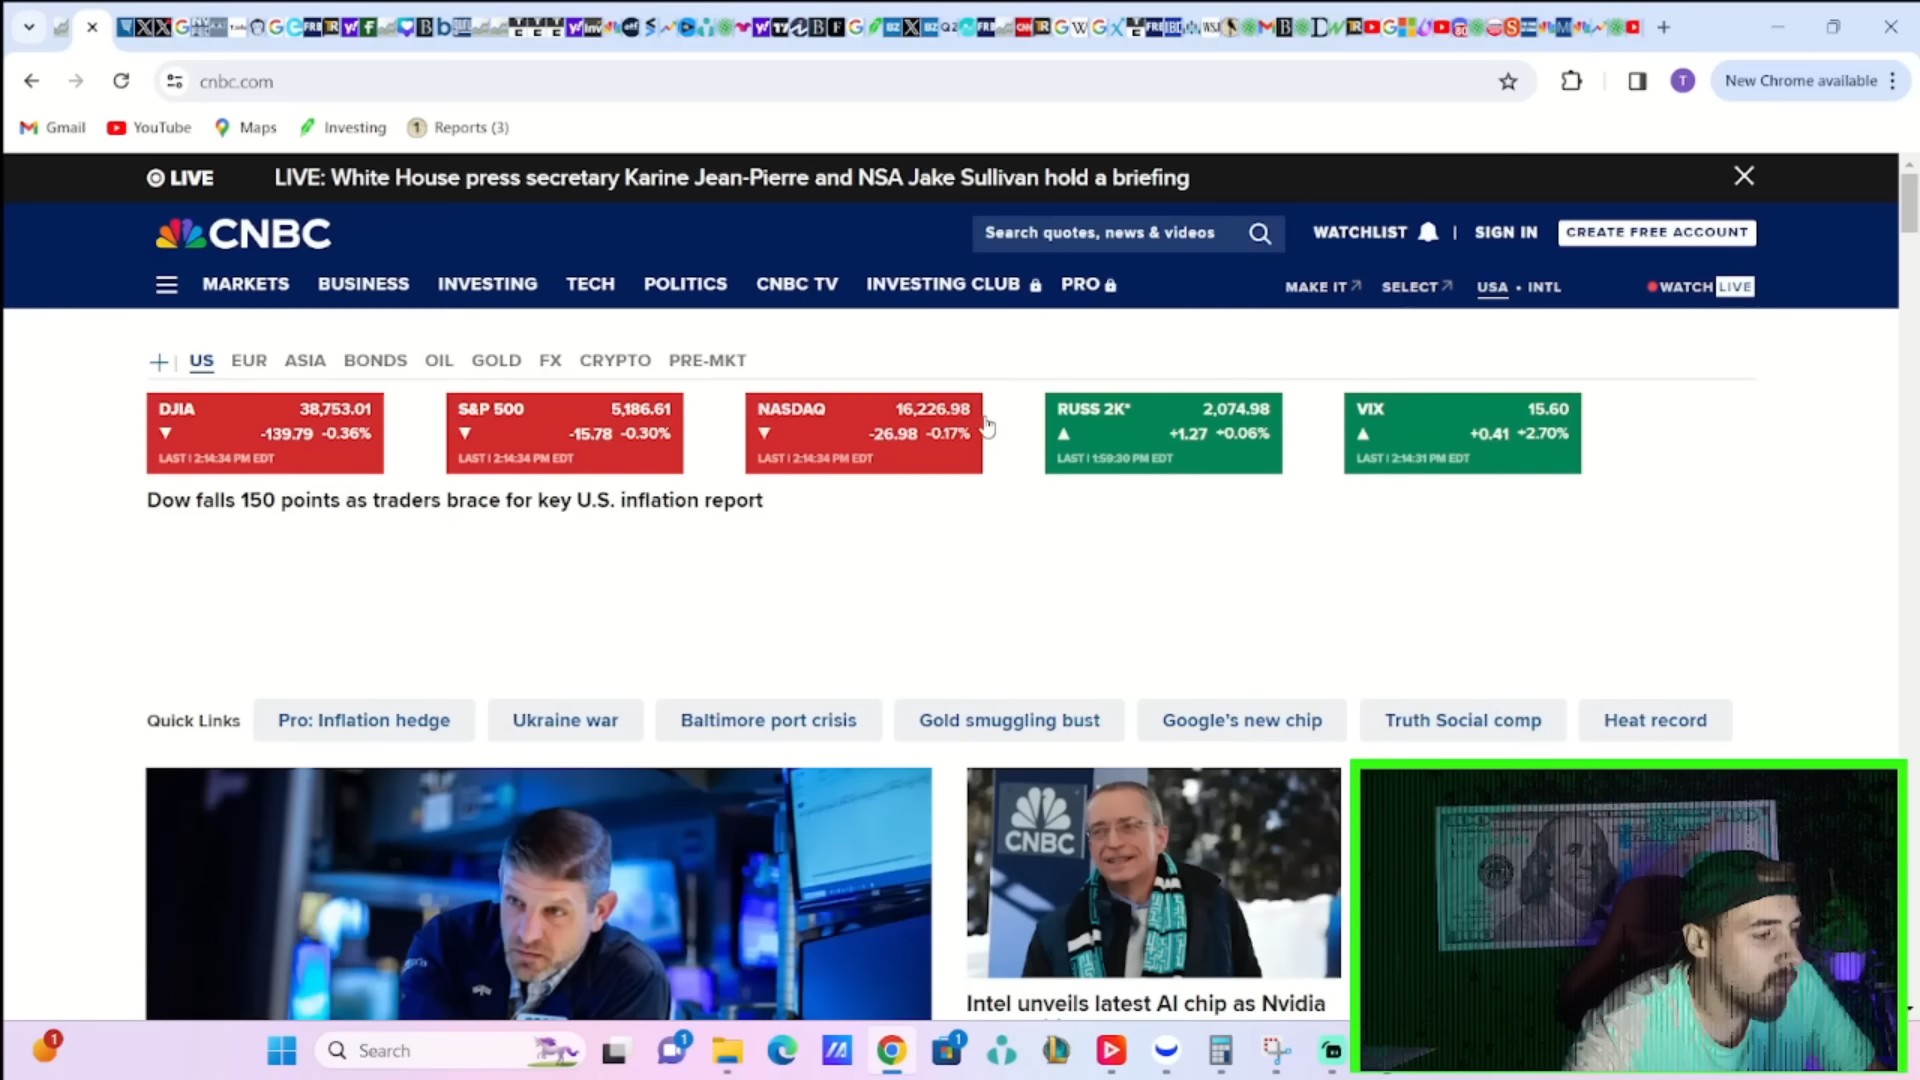 cnbc.com
New Chrome available
Gmail
YouTube
Maps
Investing
Reports (3)
LIVE
LIVE: White House press secretary Karine Jean-Pierre and NSA Jake Sullivan hold a briefing
CNBC
Search quotes, news & videos
WATCHLIST
|
SIGN IN
CREATE FREE ACCOUNT
MARKETS
BUSINESS
INVESTING
TECH
POLITICS
CNBC TV
INVESTING CLUB
PRO
MAKE IT
SELECT
USA • INTL
WATCH LIVE
US
EUR
ASIA
BONDS
OIL
GOLD
FX
CRYPTO
PRE-MKT
DJIA 38,753.01
-139.79 -0.36%
LAST | 2:14:34 PM EDT
S&P 500 5,186.61
-15.78 -0.30%
LAST | 2:14:34 PM EDT
NASDAQ 16,226.98
-26.98 -0.17%
LAST | 2:14:34 PM EDT
RUSS 2K* 2,074.98
+1.27 +0.06%
LAST | 1:59:30 PM EDT
VIX 15.60
+0.41 +2.70%
LAST | 2:14:31 PM EDT
Dow falls 150 points as traders brace for key U.S. inflation report
Quick Links
Pro: Inflation hedge
Ukraine war
Baltimore port crisis
Gold smuggling bust
Google's new chip
Truth Social comp
Heat record
CNBC
Intel unveils latest AI chip as Nvidia
Search